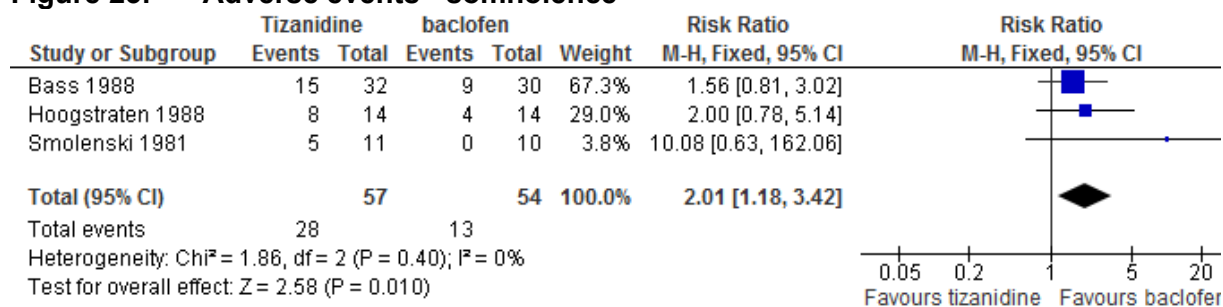 Tizanidine baclofen Risk Ratio Risk Ratio
Study or Subgroup Events Total Events Total Weight M-H, Fixed, 95% CI M-H, Fixed, 95% CI
Bass 1988 15 32 9 30 67.3% 1.56 [0.81, 3.02]
Hoogstraten 1988 8 14 4 14 29.0% 2.00 [0.78, 5.14]
Smolenski 1981 5 11 0 10 3.8% 10.08 [0.63, 162.06]
Total (95% CI) 57 54 100.0% 2.01 [1.18, 3.42]
Total events 28 13
Heterogeneity: Chi² = 1.86, df = 2 (P = 0.40); I² = 0%
Test for overall effect: Z = 2.58 (P = 0.010)
0.05 0.2 1 5 20
Favours tizanidine Favours baclofen